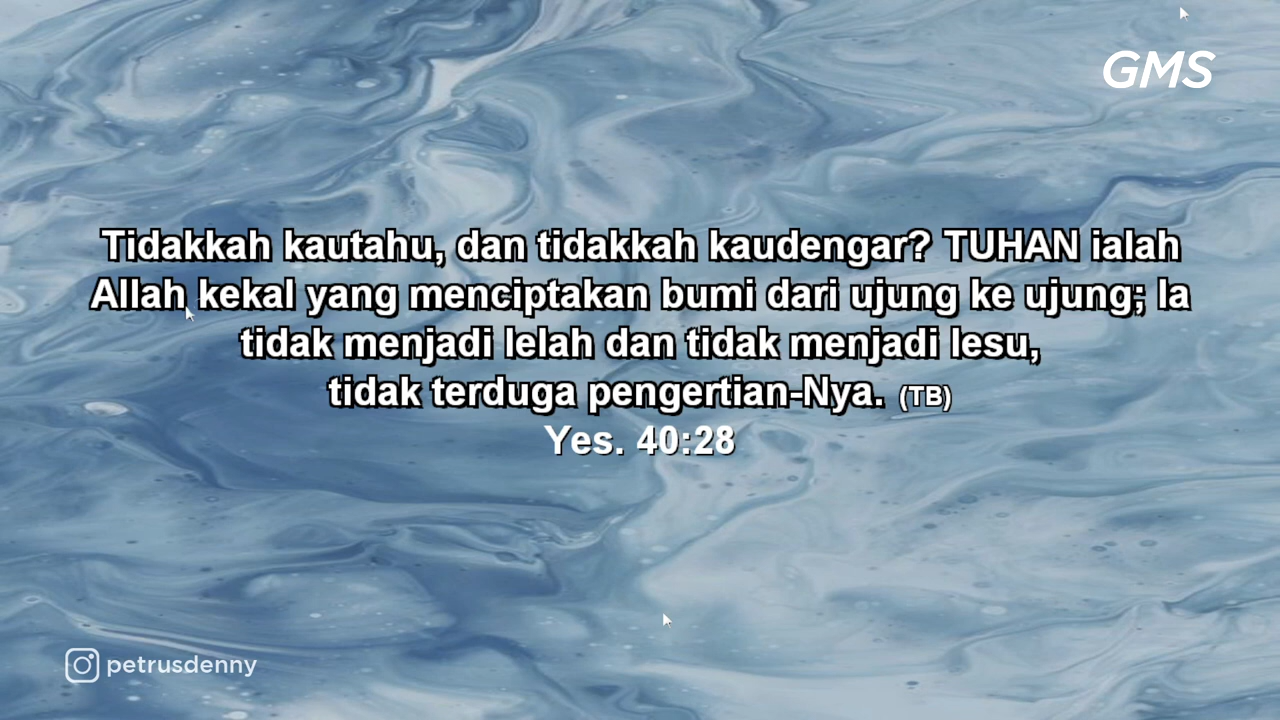 GMS
Tidakkah kautahu, dan tidakkah kaudengar? TUHAN ialah
Allah kekal yang menciptakan bumi dari ujung ke ujung; Ia
tidak menjadi lelah dan tidak menjadi lesu,
tidak terduga pengertian-Nya. (TB)
Yes. 40:28
petrusdenny